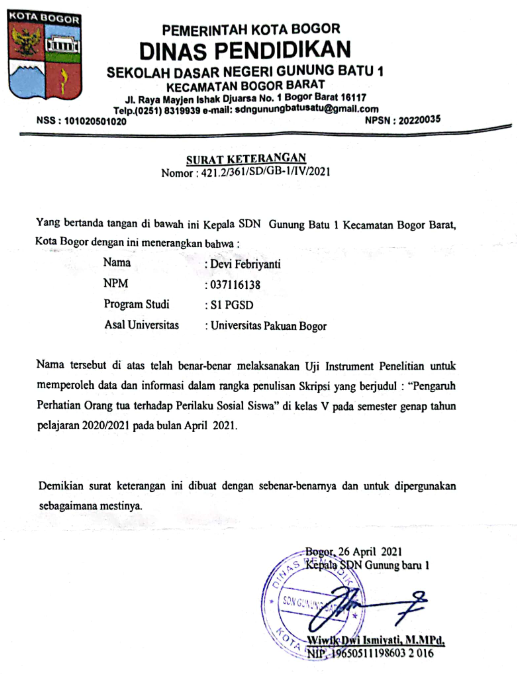 KOTA BOGOR
PEMERINTAH KOTA BOGOR
DINAS PENDIDIKAN
SEKOLAH DASAR NEGERI GUNUNG BATU 1
KECAMATAN BOGOR BARAT
Jl. Raya Mayjen Ishak Djuarsa No. 1 Bogor Barat 16117
Telp.(0251) 8319939 e-mail: sdngunungbatusatu@gmail.com
NSS : 101020501020 NPSN : 20220035
SURAT KETERANGAN
Nomor : 421.2/361/SD/GB-1/IV/2021
Yang bertanda tangan di bawah ini Kepala SDN Gunung Batu 1 Kecamatan Bogor Barat,
Kota Bogor dengan ini menerangkan bahwa :
Nama : Devi Febriyanti
NPM : 037116138
Program Studi : S1 PGSD
Asal Universitas : Universitas Pakuan Bogor
Nama tersebut di atas telah benar-benar melaksanakan Uji Instrument Penelitian untuk
memperoleh data dan informasi dalam rangka penulisan Skripsi yang berjudul : “Pengaruh
Perhatian Orang tua terhadap Perilaku Sosial Siswa” di kelas V pada semester genap tahun
pelajaran 2020/2021 pada bulan April 2021.
Demikian surat keterangan ini dibuat dengan sebenar-benarnya dan untuk dipergunakan
sebagaimana mestinya.
Bogor, 26 April 2021
Kepala SDN Gunung baru 1
DINAS
SDN GUNUNG
KOTA
Wiwik Dwi Ismiyati, M.MPd.
NIP. 19650511198603 2 016